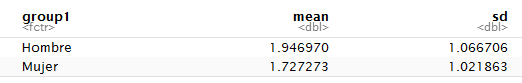 group1 mean sd
<fctr> <dbl> <dbl>
Hombre 1.946970 1.066706
Mujer 1.727273 1.021863